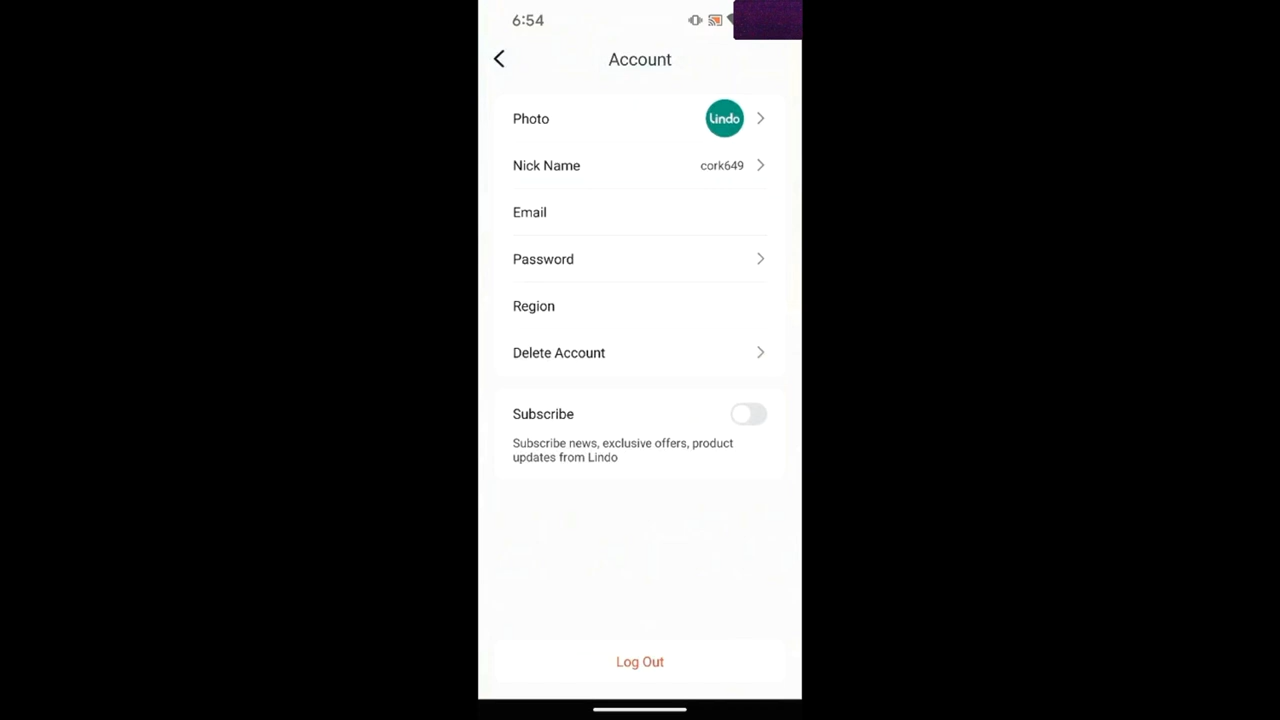 6:54
Account
Photo
Lindo
Nick Name
cork649
Email
Password
Region
Delete Account
Subscribe
Subscribe news, exclusive offers, product
updates from Lindo
Log Out